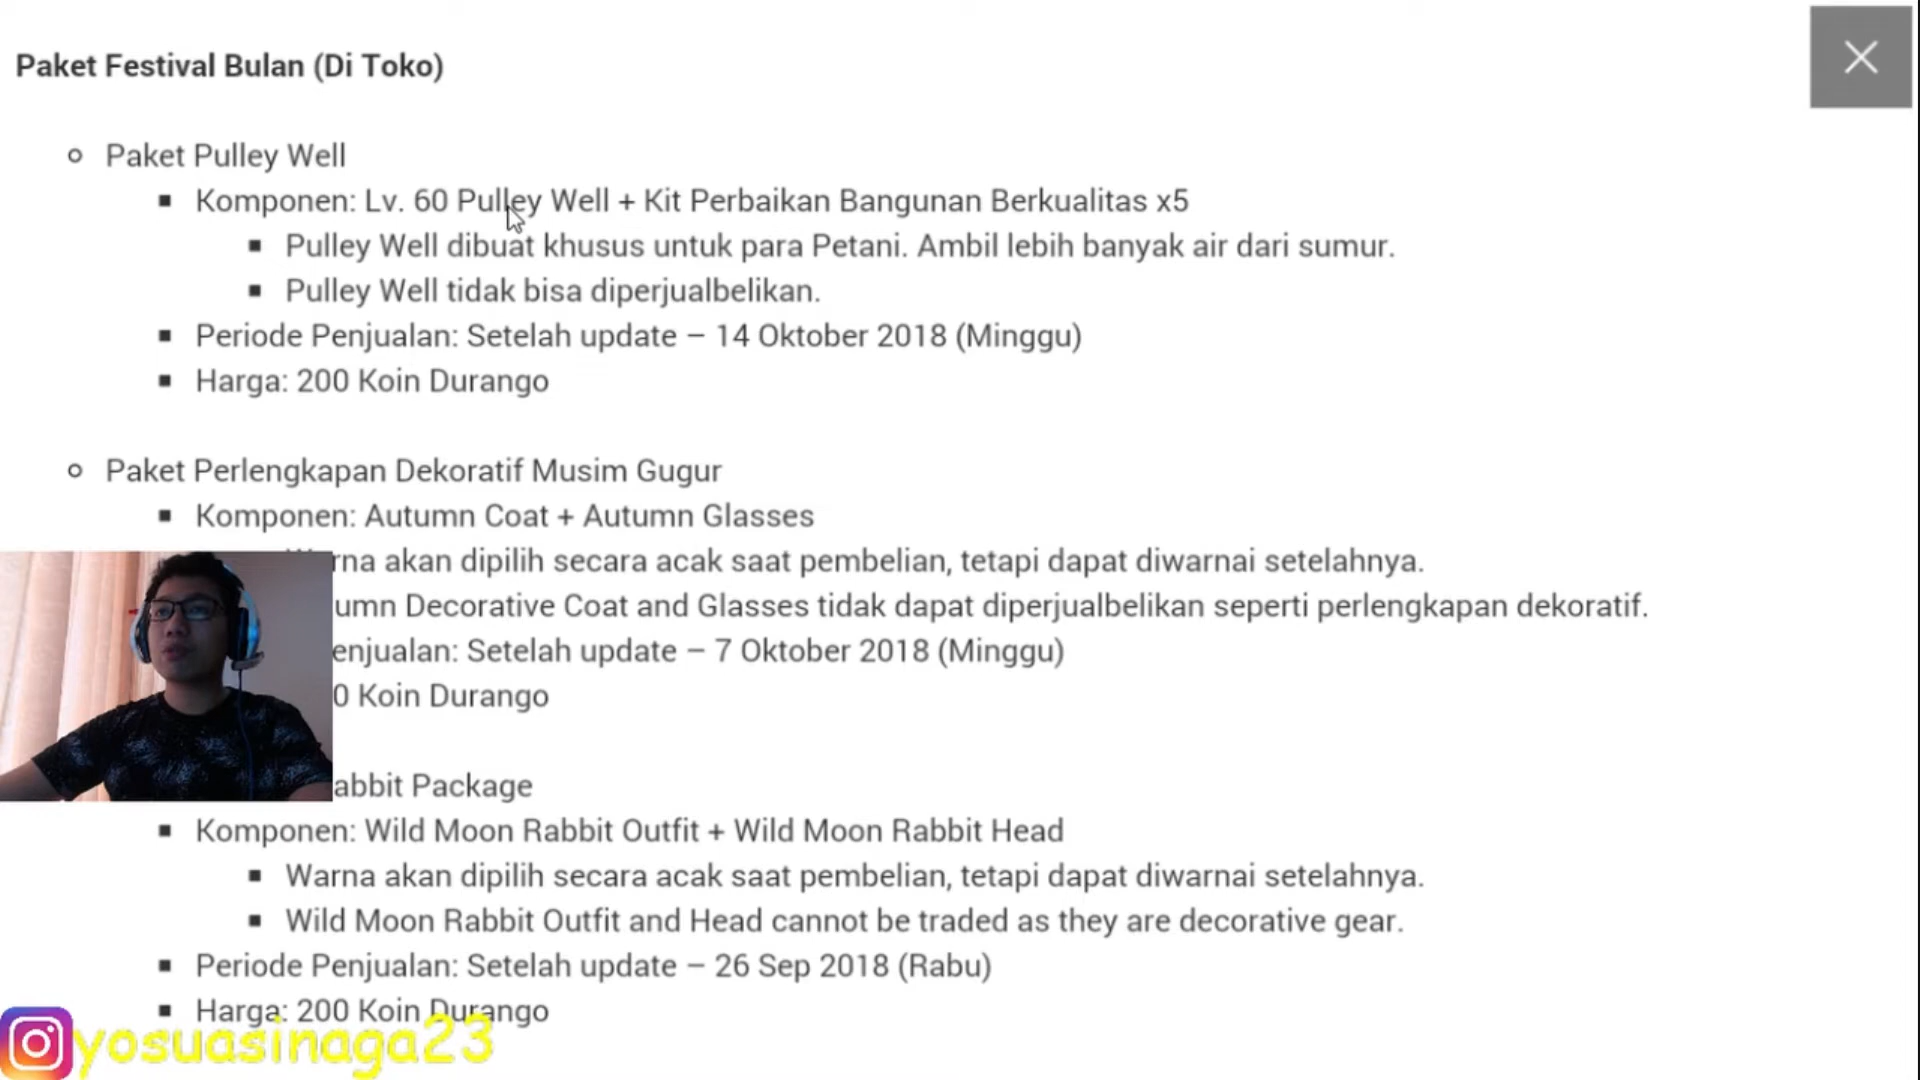 Paket Festival Bulan (Di Toko)
Paket Pulley Well
Komponen: Lv. 60 Pulley Well + Kit Perbaikan Bangunan Berkualitas x5
Pulley Well dibuat khusus untuk para Petani. Ambil lebih banyak air dari sumur.
Pulley Well tidak bisa diperjualbelikan.
Periode Penjualan: Setelah update – 14 Oktober 2018 (Minggu)
Harga: 200 Koin Durango
Paket Perlengkapan Dekoratif Musim Gugur
Komponen: Autumn Coat + Autumn Glasses
akan dipilih secara acak saat pembelian, tetapi dapat diwarnai setelahnya.
Decorative Coat and Glasses tidak dapat diperjualbelikan seperti perlengkapan dekoratif.
Setelah update – 7 Oktober 2018 (Minggu)
Koin Durango
Package
Komponen: Wild Moon Rabbit Outfit + Wild Moon Rabbit Head
Warna akan dipilih secara acak saat pembelian, tetapi dapat diwarnai setelahnya.
Wild Moon Rabbit Outfit and Head cannot be traded as they are decorative gear.
Periode Penjualan: Setelah update – 26 Sep 2018 (Rabu)
Harga: 200 Koin Durango
yosuasinaga23